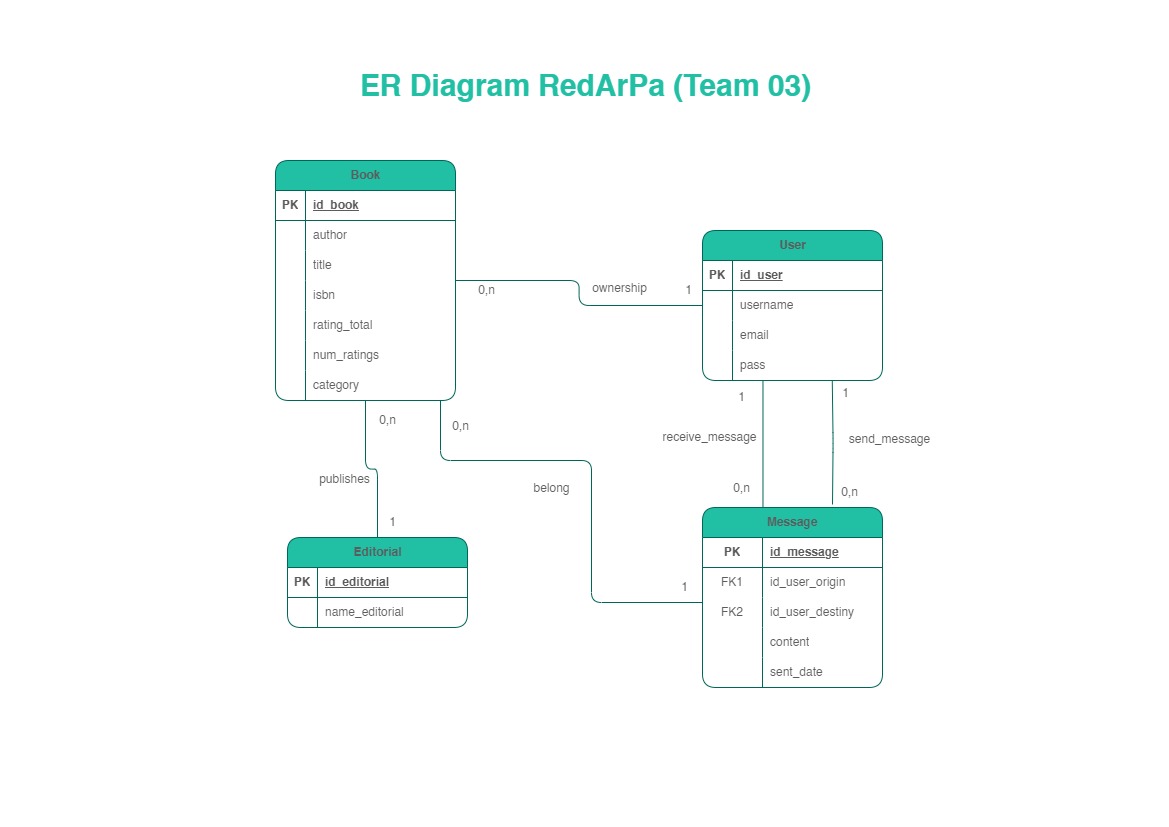 ER Diagram RedArPa (Team 03)
Book
PK id_book
author
title
isbn
rating_total
num_ratings
category
0,n
ownership
1
User
PK id_user
username
email
pass
1
receive_message
0,n
1
send_message
0,n
0,n
publishes
1
0,n
belong
1
Editorial
PK id_editorial
name_editorial
Message
PK id_message
FK1 id_user_origin
FK2 id_user_destiny
content
sent_date